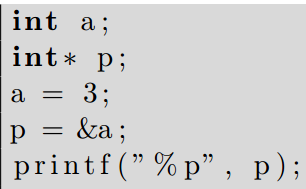 int a;
int* p;
a = 3;
p = &a;
printf("%p", p);